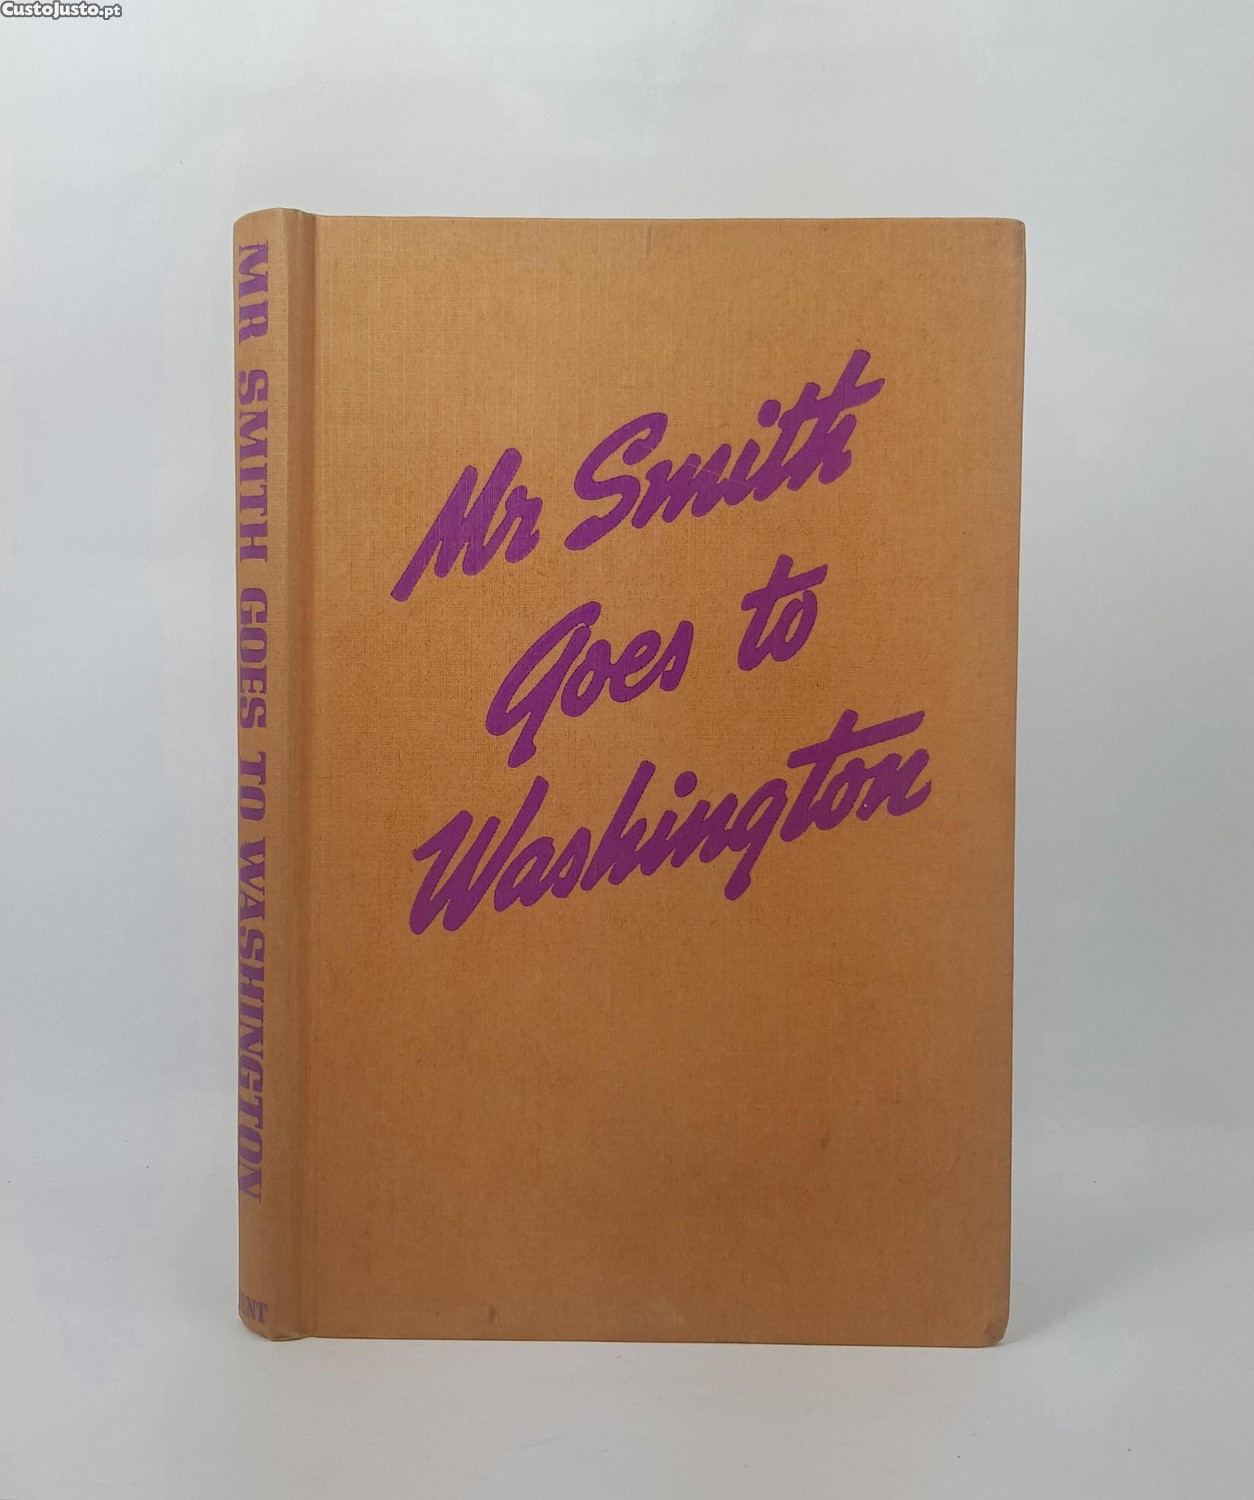 CustoJusto.pt
MR SMITH GOES TO WASHINGTON
Mr Smith
Goes to
Washington